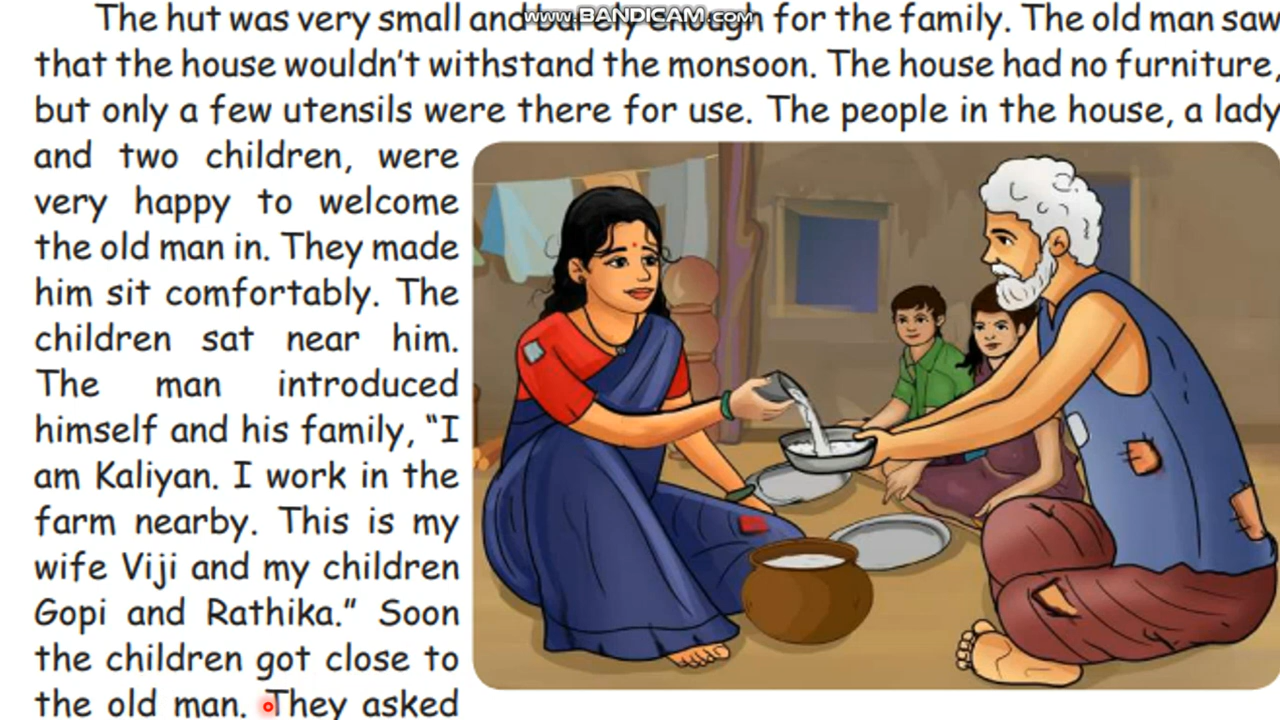 www.BANDICAM.com
The hut was very small and barely enough for the family. The old man saw
that the house wouldn't withstand the monsoon. The house had no furniture,
but only a few utensils were there for use. The people in the house, a lady
and two children, were
very happy to welcome
the old man in. They made
him sit comfortably. The
children sat near him.
The man introduced
himself and his family, “I
am Kaliyan. I work in the
farm nearby. This is my
wife Viji and my children
Gopi and Rathika.” Soon
the children got close to
the old man. They asked